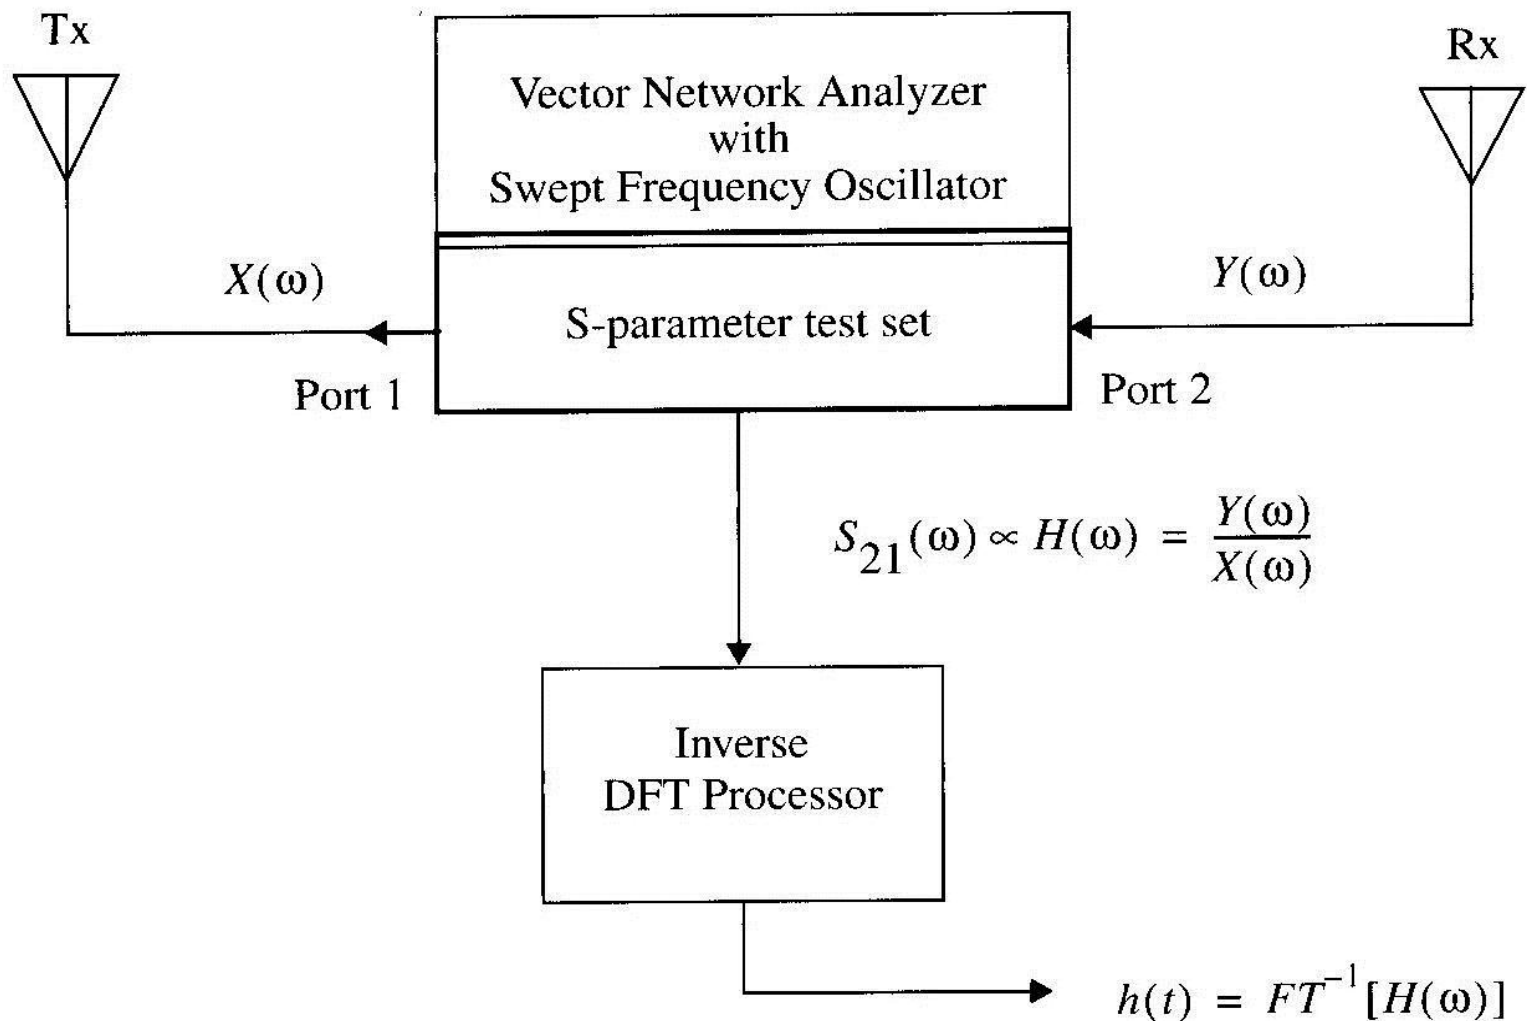 Tx
Rx
Vector Network Analyzer
with
Swept Frequency Oscillator
X(ω)
Y(ω)
S-parameter test set
Port 1
Port 2
S₂₁(ω) ∝ H(ω) = Y(ω)/X(ω)
Inverse
DFT Processor
h(t) = FT⁻¹[H(ω)]